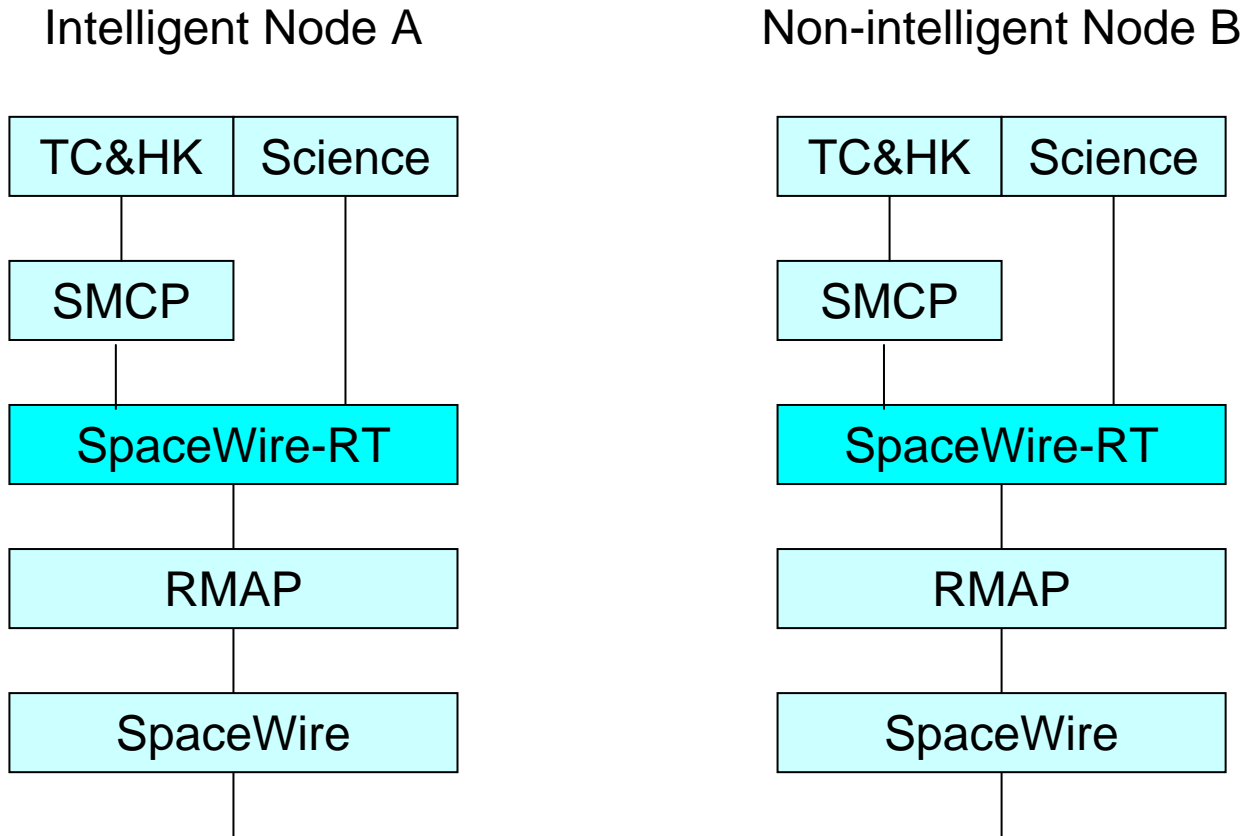 Intelligent Node A
Non-intelligent Node B
TC&HK
Science
TC&HK
Science
SMCP
SMCP
SpaceWire-RT
SpaceWire-RT
RMAP
RMAP
SpaceWire
SpaceWire